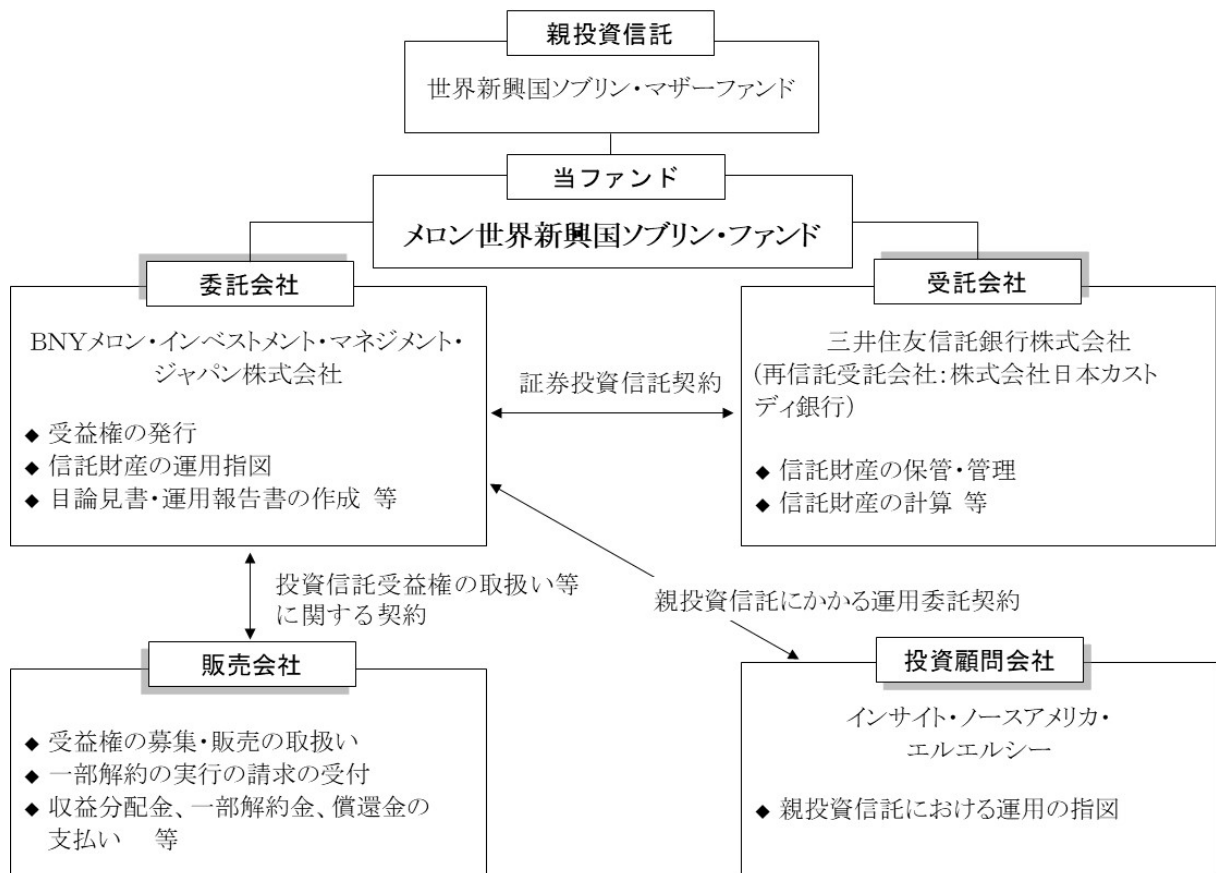 親投資信託
世界新興国ソブリン・マザーファンド
当ファンド
メロン世界新興国ソブリン・ファンド
委託会社
BNYメロン・インベストメント・マネジメント・
ジャパン株式会社
◆ 受益権の発行
◆ 信託財産の運用指図
◆ 目論見書・運用報告書の作成 等
証券投資信託契約
受託会社
三井住友信託銀行株式会社
(再信託受託会社:株式会社日本カスト
ディ銀行)
◆ 信託財産の保管・管理
◆ 信託財産の計算 等
投資信託受益権の取扱い等
に関する契約
親投資信託にかかる運用委託契約
販売会社
◆ 受益権の募集・販売の取扱い
◆ 一部解約の実行の請求の受付
◆ 収益分配金、一部解約金、償還金の
支払い 等
投資顧問会社
インサイト・ノースアメリカ・
エルエルシー
◆ 親投資信託における運用の指図